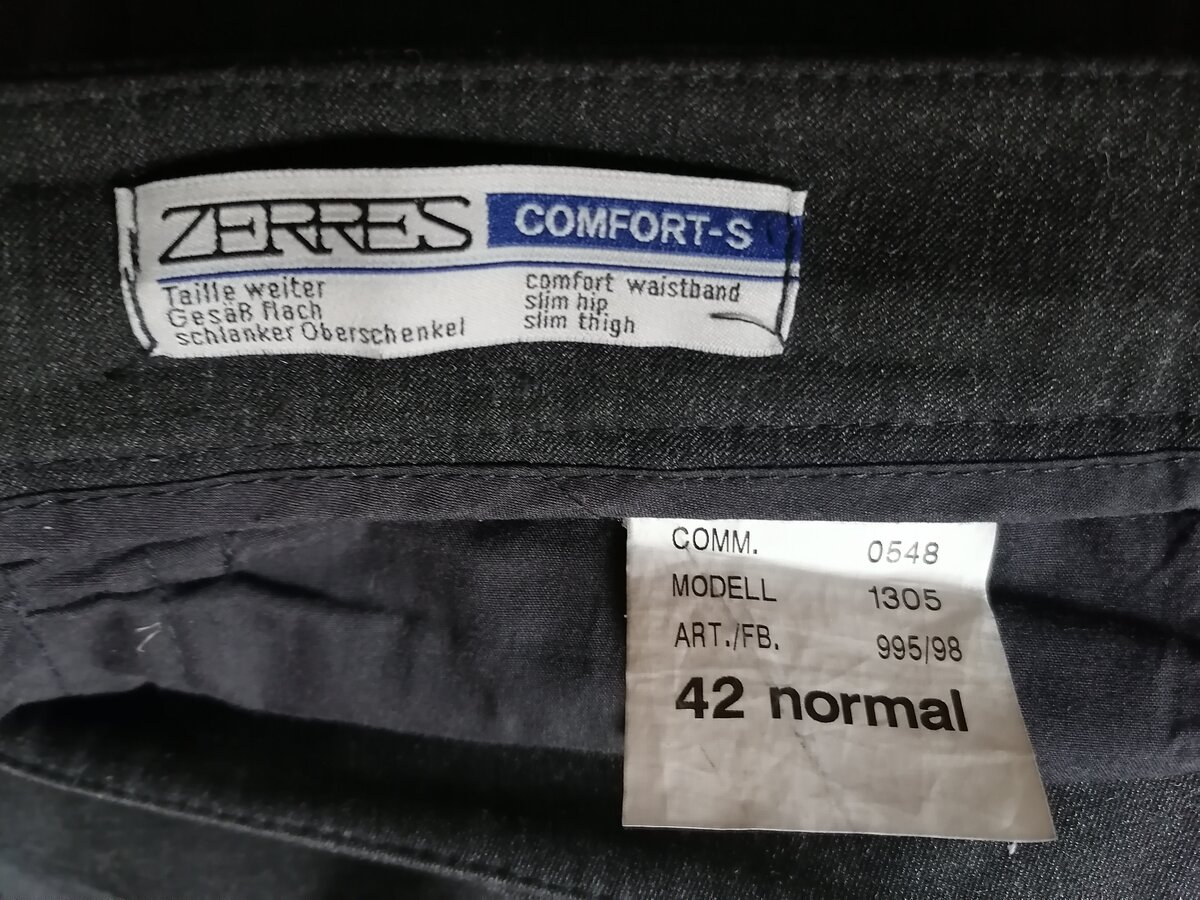 ZERRES COMFORT-S
Taille weiter
Gesäß flach
schlanker Oberschenkel
comfort waistband
slim hip
slim thigh
COMM. 0548
MODELL 1305
ART./FB. 995/98
42 normal